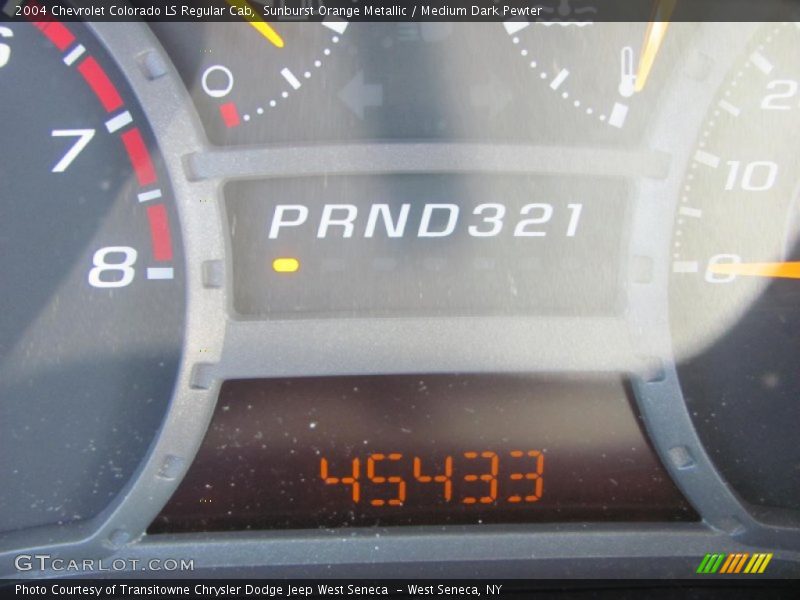 2004 Chevrolet Colorado LS Regular Cab, Sunburst Orange Metallic / Medium Dark Pewter
7
8
PRND321
10
0
45433
GTCARLOT.COM
Photo Courtesy of Transitowne Chrysler Dodge Jeep West Seneca - West Seneca, NY